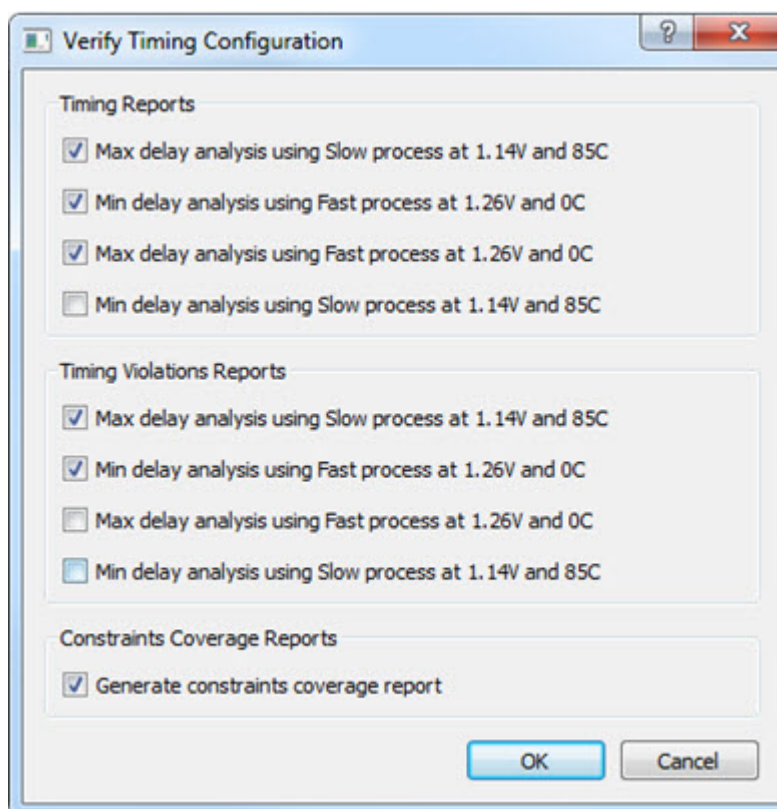 Verify Timing Configuration
Timing Reports
Max delay analysis using Slow process at 1.14V and 85C
Min delay analysis using Fast process at 1.26V and 0C
Max delay analysis using Fast process at 1.26V and 0C
Min delay analysis using Slow process at 1.14V and 85C
Timing Violations Reports
Max delay analysis using Slow process at 1.14V and 85C
Min delay analysis using Fast process at 1.26V and 0C
Max delay analysis using Fast process at 1.26V and 0C
Min delay analysis using Slow process at 1.14V and 85C
Constraints Coverage Reports
Generate constraints coverage report
OK Cancel